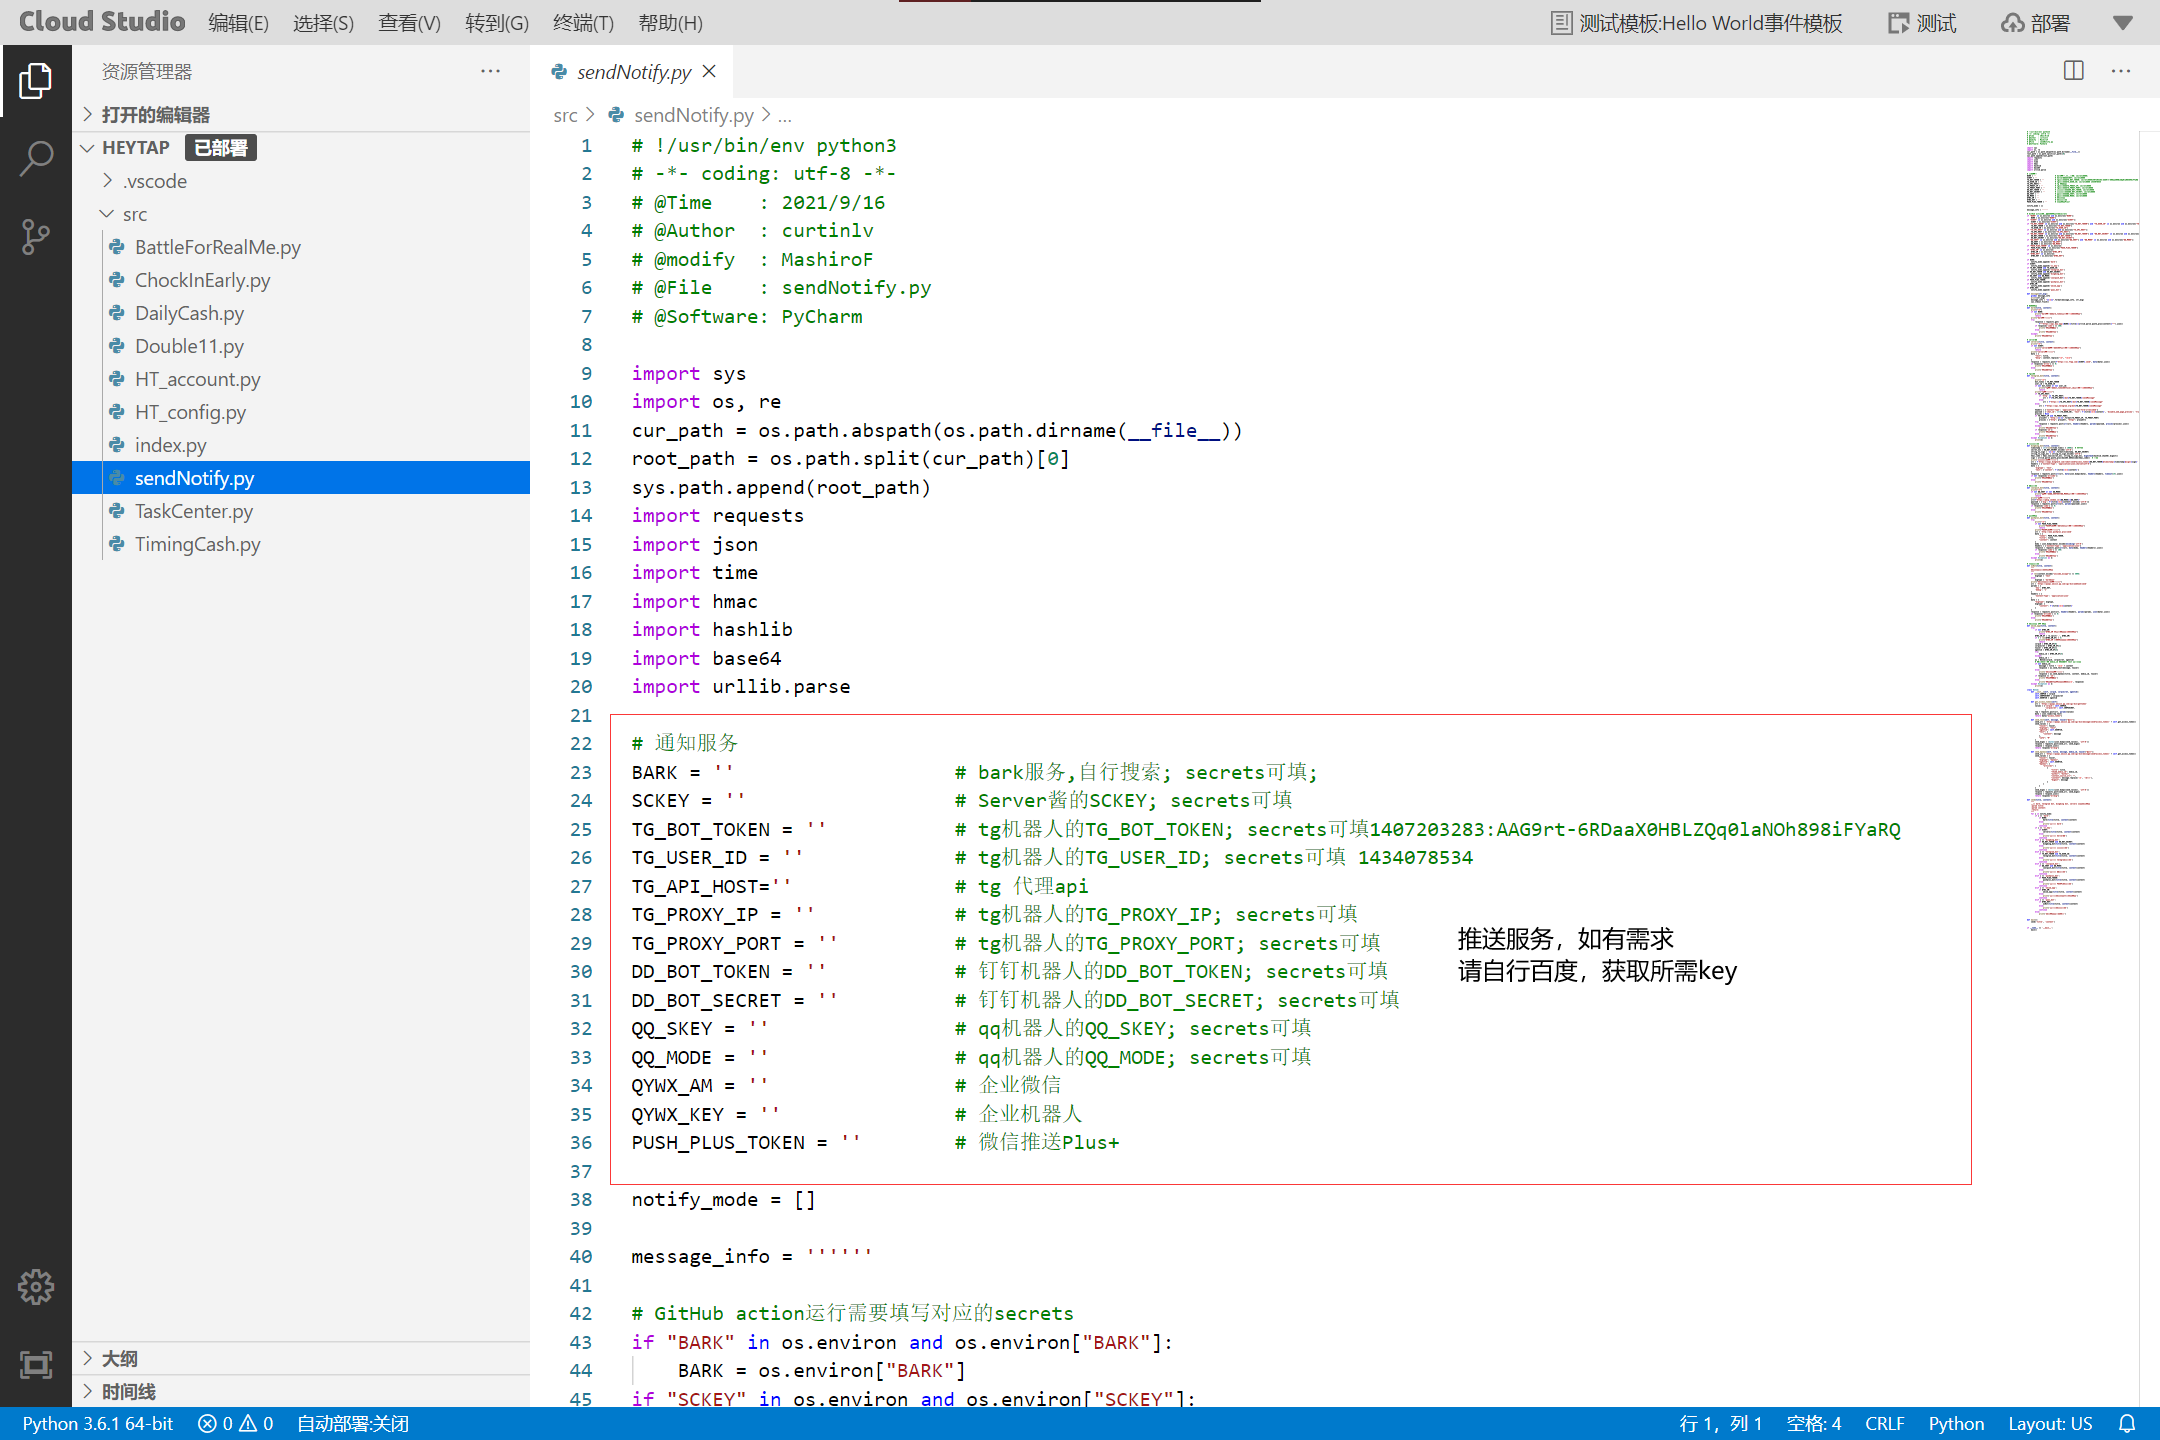 Cloud Studio 编辑(E) 选择(S) 查看(V) 转到(G) 终端(T) 帮助(H) 测试模板:Hello World事件模板 测试 部署
资源管理器
打开的编辑器
HEYTAP 已部署
.vscode
src
BattleForRealMe.py
ChockInEarly.py
DailyCash.py
Double11.py
HT_account.py
HT_config.py
index.py
sendNotify.py
TaskCenter.py
TimingCash.py
大纲
时间线
sendNotify.py
src > sendNotify.py > ...
1 # !/usr/bin/env python3
2 # -*- coding: utf-8 -*-
3 # @Time    : 2021/9/16
4 # @Author  : curtinlv
5 # @modify  : MashiroF
6 # @File    : sendNotify.py
7 # @Software: PyCharm
8
9 import sys
10 import os, re
11 cur_path = os.path.abspath(os.path.dirname(__file__))
12 root_path = os.path.split(cur_path)[0]
13 sys.path.append(root_path)
14 import requests
15 import json
16 import time
17 import hmac
18 import hashlib
19 import base64
20 import urllib.parse
21
22 # 通知服务
23 BARK = '' # bark服务,自行搜索; secrets可填;
24 SCKEY = '' # Server酱的SCKEY; secrets可填
25 TG_BOT_TOKEN = '' # tg机器人的TG_BOT_TOKEN; secrets可填1407203283:AAG9rt-6RDaaX0HBLZQq0laNOh898iFYaRQ
26 TG_USER_ID = '' # tg机器人的TG_USER_ID; secrets可填 1434078534
27 TG_API_HOST='' # tg 代理api
28 TG_PROXY_IP = '' # tg机器人的TG_PROXY_IP; secrets可填
29 TG_PROXY_PORT = '' # tg机器人的TG_PROXY_PORT; secrets可填
30 DD_BOT_TOKEN = '' # 钉钉机器人的DD_BOT_TOKEN; secrets可填
31 DD_BOT_SECRET = '' # 钉钉机器人的DD_BOT_SECRET; secrets可填
32 QQ_SKEY = '' # qq机器人的QQ_SKEY; secrets可填
33 QQ_MODE = '' # qq机器人的QQ_MODE; secrets可填
34 QYWX_AM = '' # 企业微信
35 QYWX_KEY = '' # 企业机器人
36 PUSH_PLUS_TOKEN = '' # 微信推送Plus+
37
推送服务，如有需求
请自行百度，获取所需key
38 notify_mode = []
39
40 message_info = ''''''
41
42 # GitHub action运行需要填写对应的secrets
43 if "BARK" in os.environ and os.environ["BARK"]:
44     BARK = os.environ["BARK"]
45 if "SCKEY" in os.environ and os.environ["SCKEY"]:
Python 3.6.1 64-bit 0 0 自动部署:关闭 行 1，列 1 空格: 4 CRLF Python Layout: US